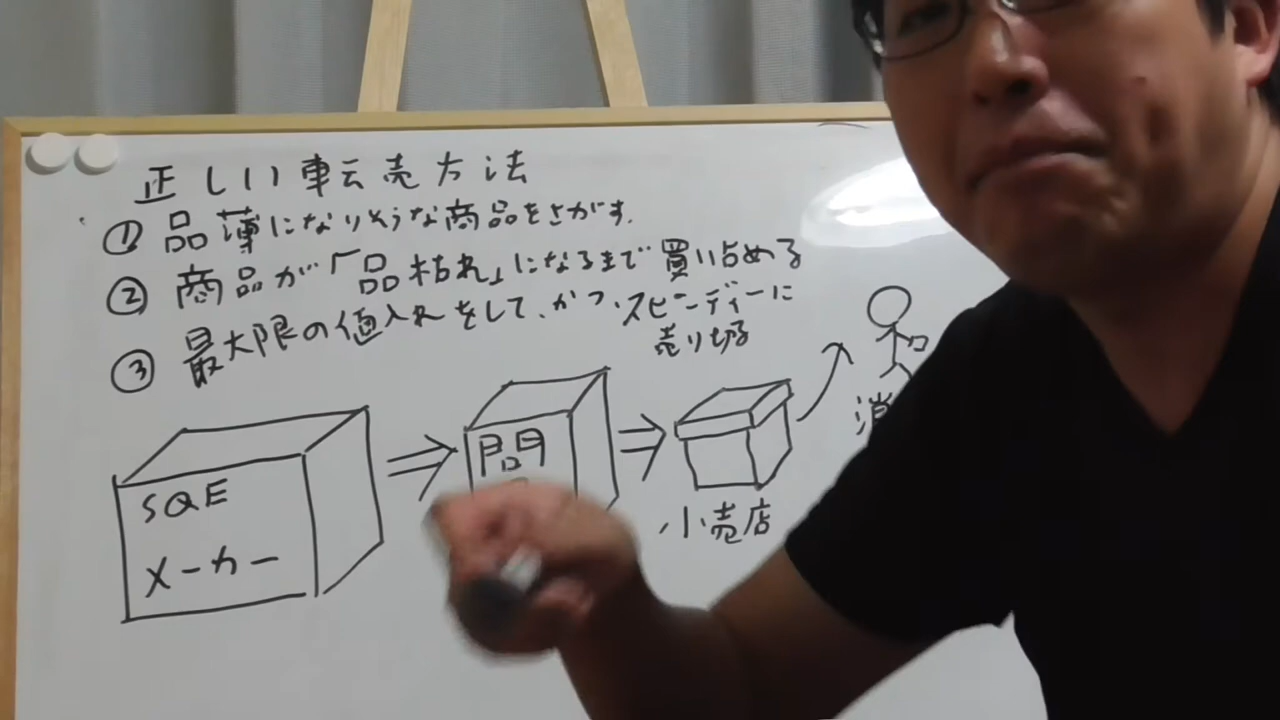 正しい転売方法
① 品薄になりそうな商品をさがす.
② 商品が「品枯れ」になるまで買い占める
③ 最大限の値入れをして、かつ、スピーディーに
売り切る
SQE
メーカー
問
小売店
消